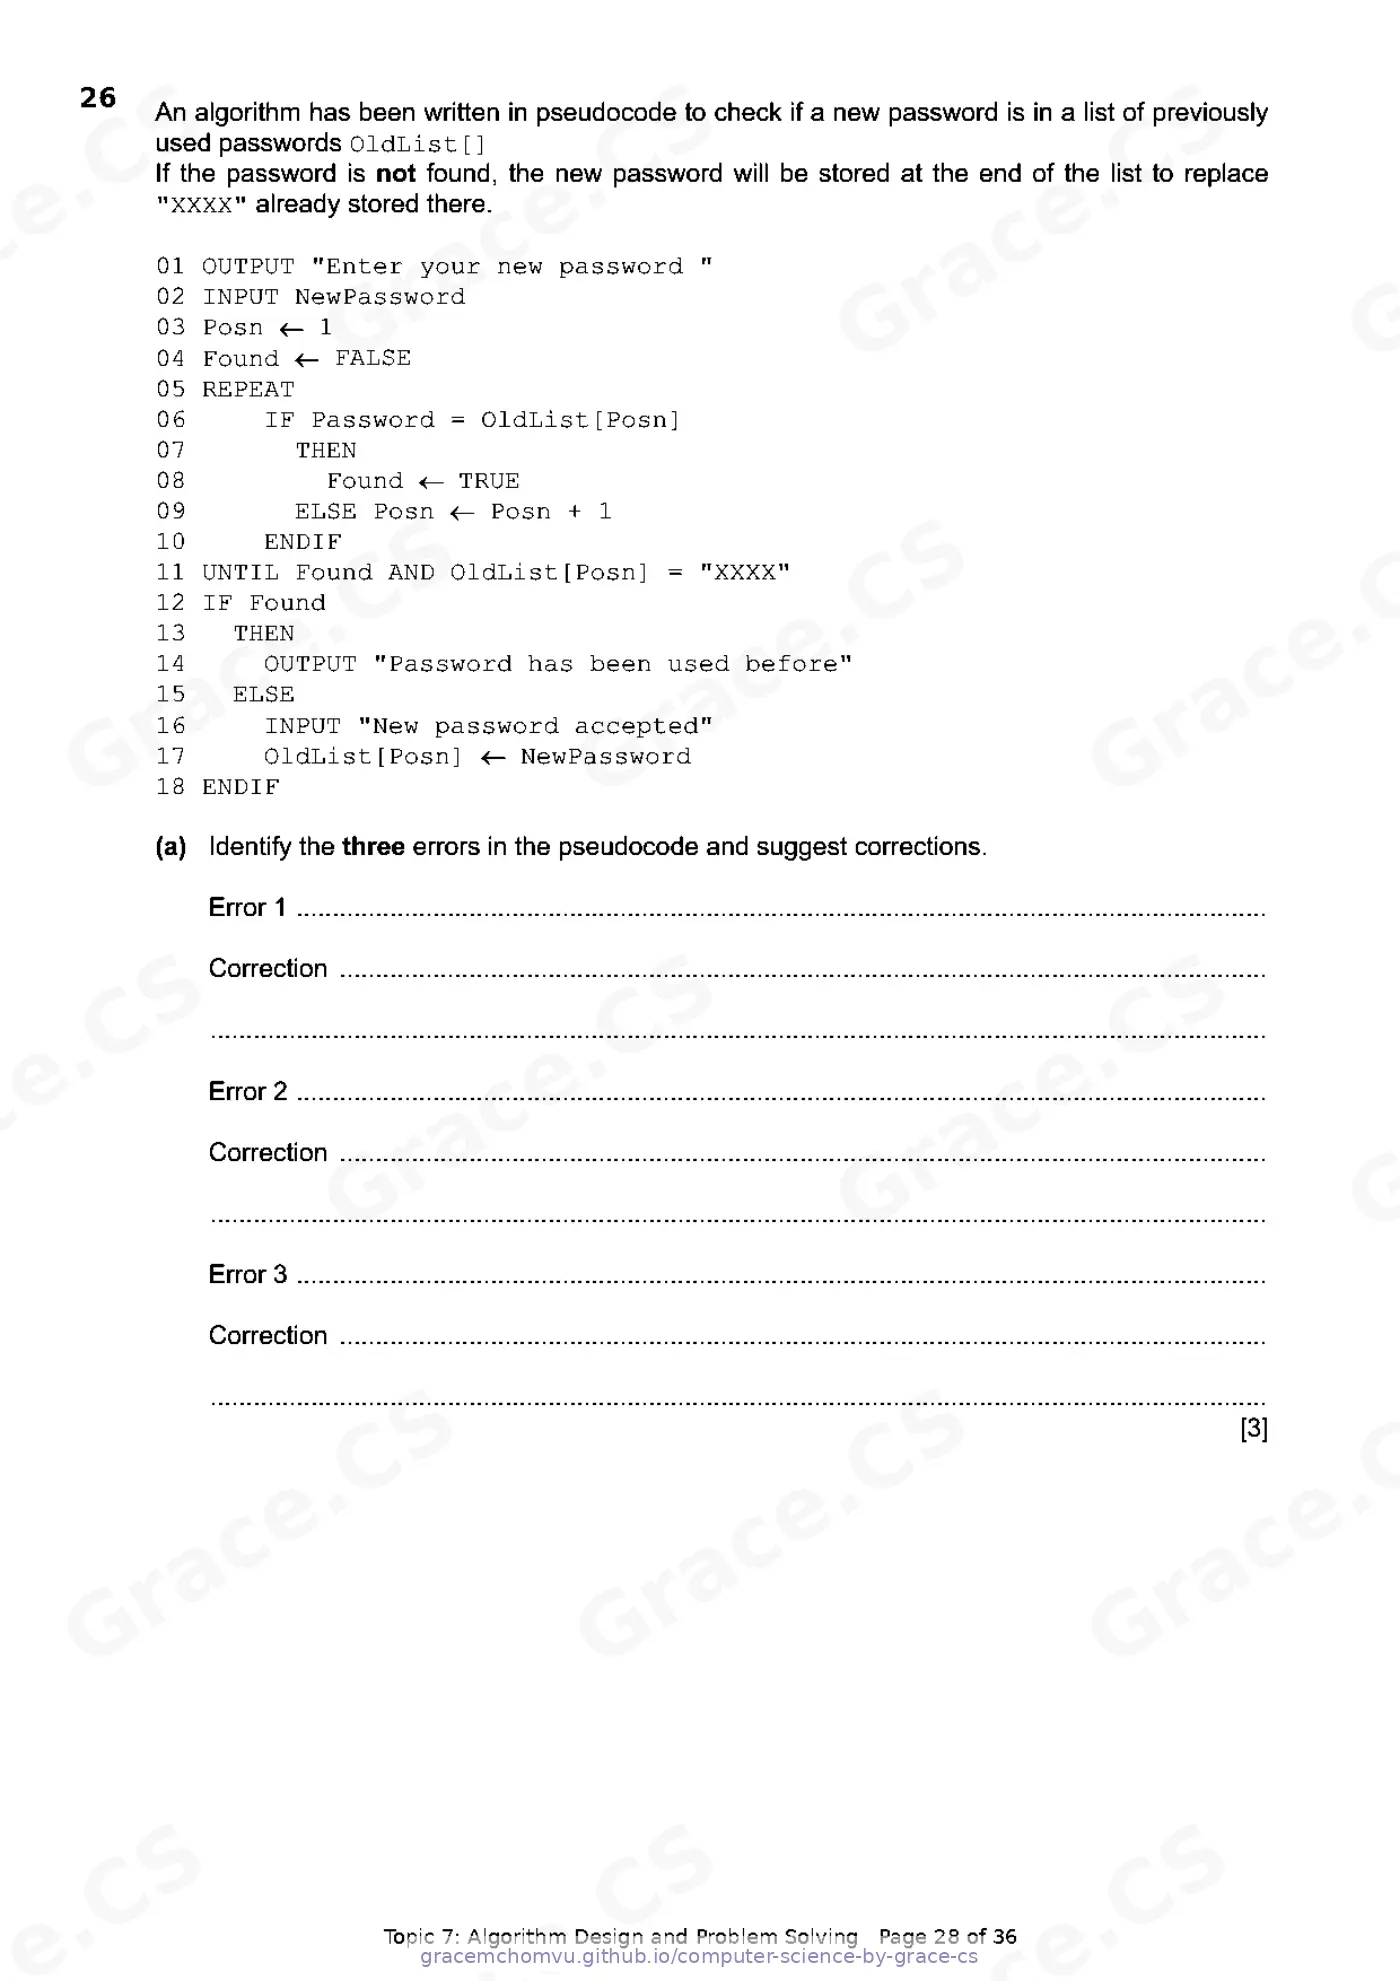 26
An algorithm has been written in pseudocode to check if a new password is in a list of previously
used passwords OldList[]
If the password is not found, the new password will be stored at the end of the list to replace
"XXXX" already stored there.
01 OUTPUT "Enter your new password "
02 INPUT NewPassword
03 Posn ← 1
04 Found ← FALSE
05 REPEAT
06 IF Password = OldList[Posn]
07 THEN
08 Found ← TRUE
09 ELSE Posn ← Posn + 1
10 ENDIF
11 UNTIL Found AND OldList[Posn] = "XXXX"
12 IF Found
13 THEN
14 OUTPUT "Password has been used before"
15 ELSE
16 INPUT "New password accepted"
17 OldList[Posn] ← NewPassword
18 ENDIF
(a) Identify the three errors in the pseudocode and suggest corrections.
Error 1 ....................
Correction ....................
....................
Error 2 ....................
Correction ....................
....................
Error 3 ....................
Correction ....................
....................
[3]
Topic 7: Algorithm Design and Problem Solving Page 28 of 36
gracemchomvu.github.io/computer-science-by-grace-cs
Grace.CS